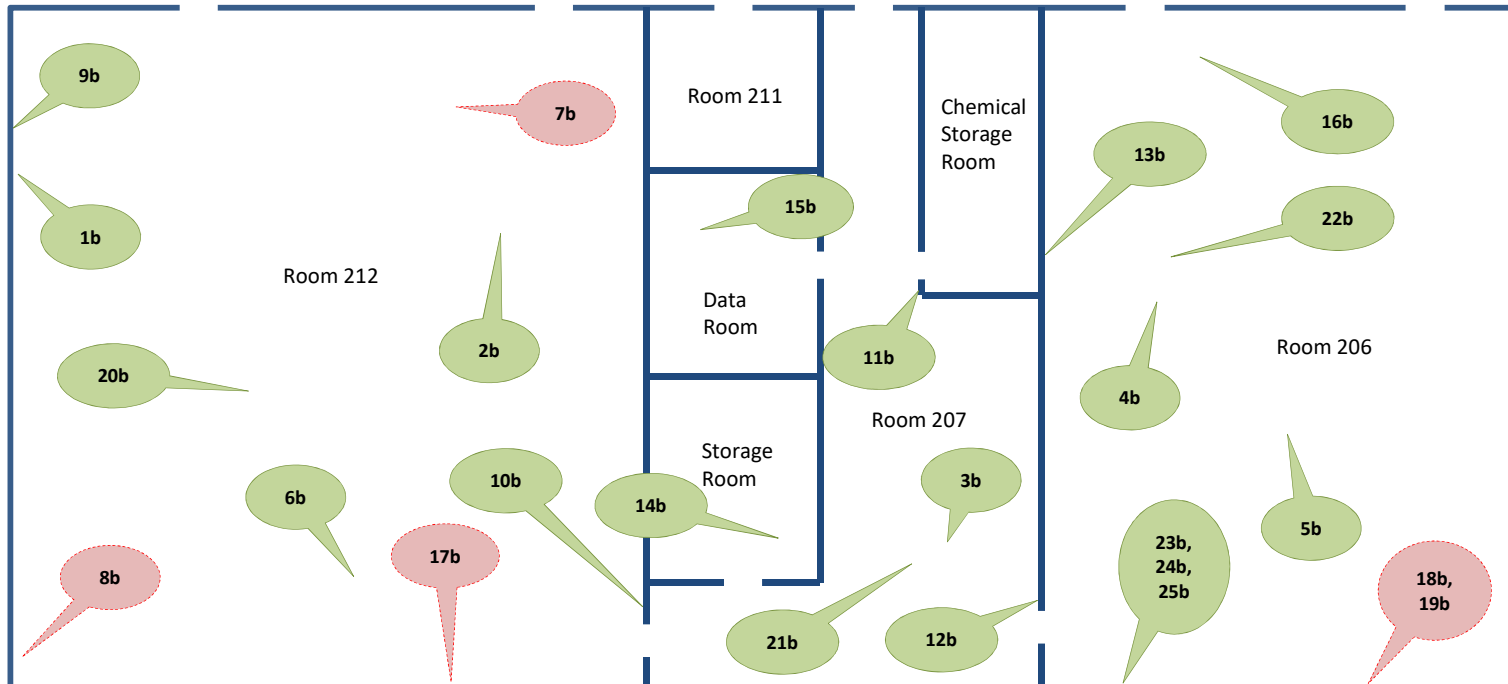 9b
7b
Room 211
Chemical
Storage
Room
16b
13b
15b
22b
1b
Room 212
Data
Room
2b
11b
Room 206
20b
4b
Room 207
Storage
Room
10b
3b
6b
14b
5b
17b
23b,
24b,
25b
8b
18b,
19b
21b
12b